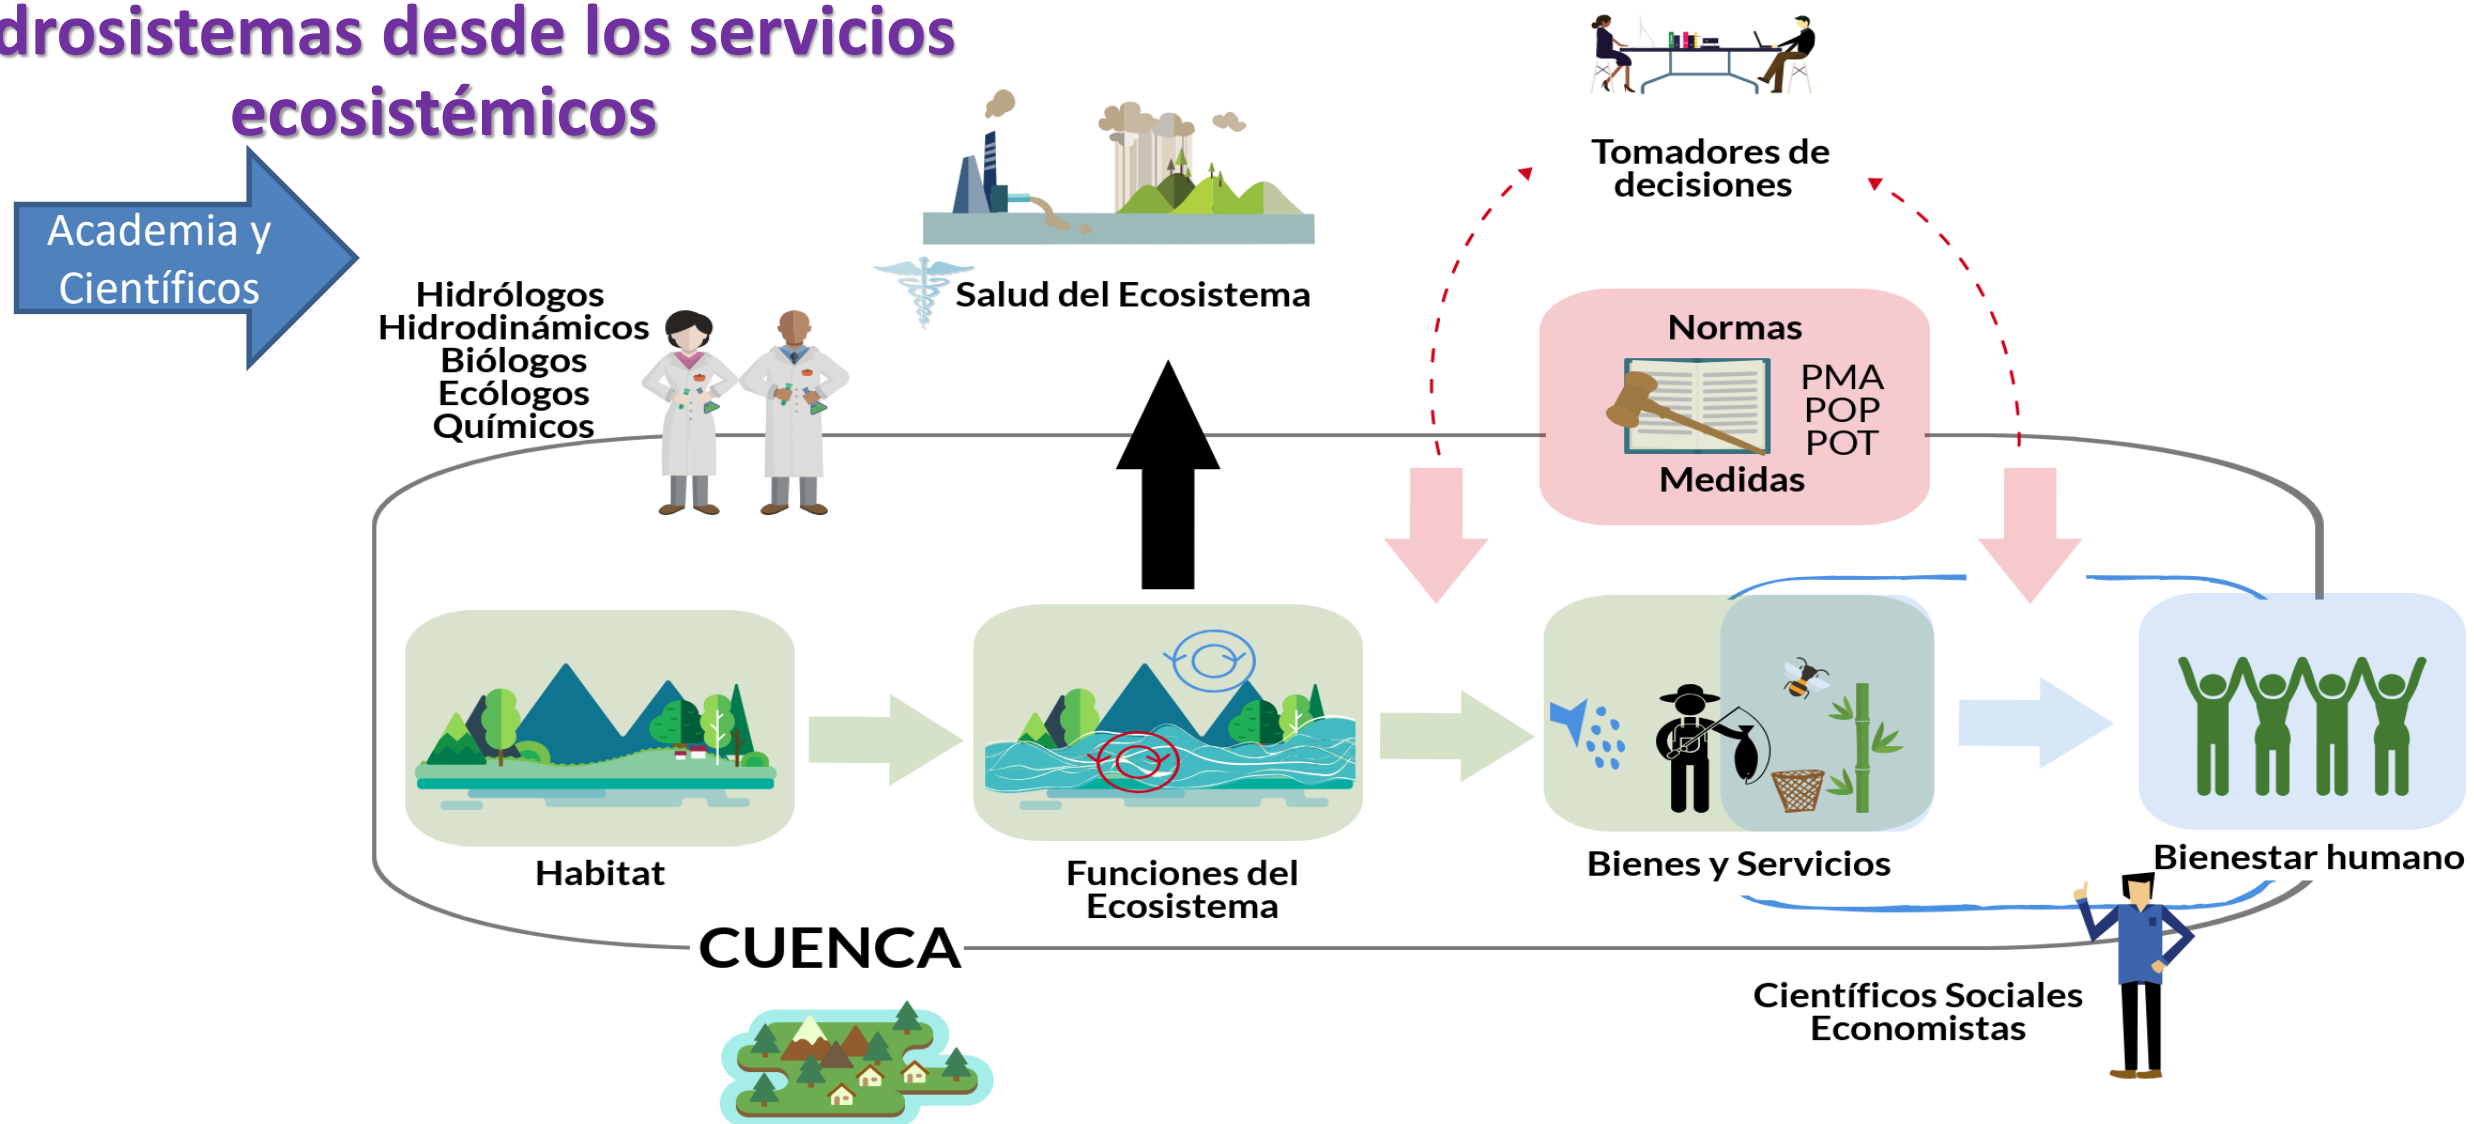 drosistemas desde los servicios
ecosistémicos
Academia y
Científicos
Hidrólogos
Hidrodinámicos
Biólogos
Ecólogos
Químicos
Salud del Ecosistema
Tomadores de
decisiones
Normas
PMA
POP
POT
Medidas
Habitat
Funciones del
Ecosistema
Bienes y Servicios
Bienestar humano
CUENCA
Científicos Sociales
Economistas